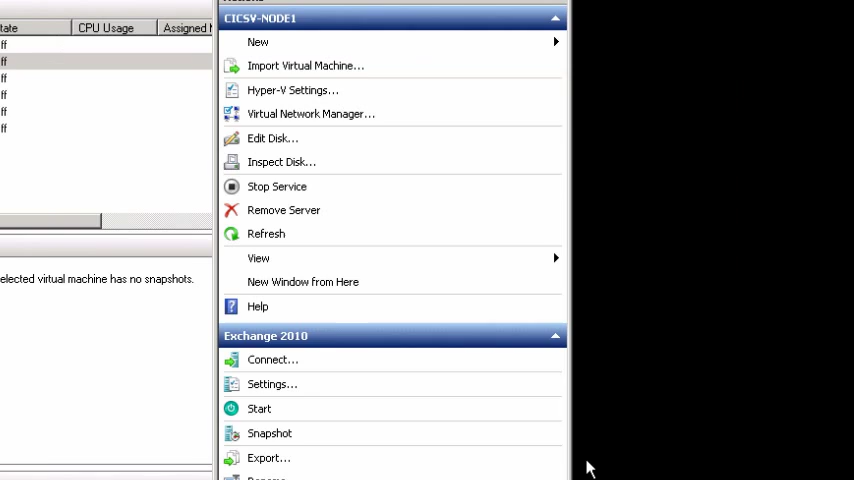 CICSV-NODE1
tate CPU Usage Assigned
New
ff
Import Virtual Machine...
ff
ff
Hyper-V Settings...
ff
ff
Virtual Network Manager...
ff
Edit Disk...
Inspect Disk...
Stop Service
Remove Server
Refresh
View
elected virtual machine has no snapshots.
New Window from Here
Help
Exchange 2010
Connect...
Settings...
Start
Snapshot
Export...